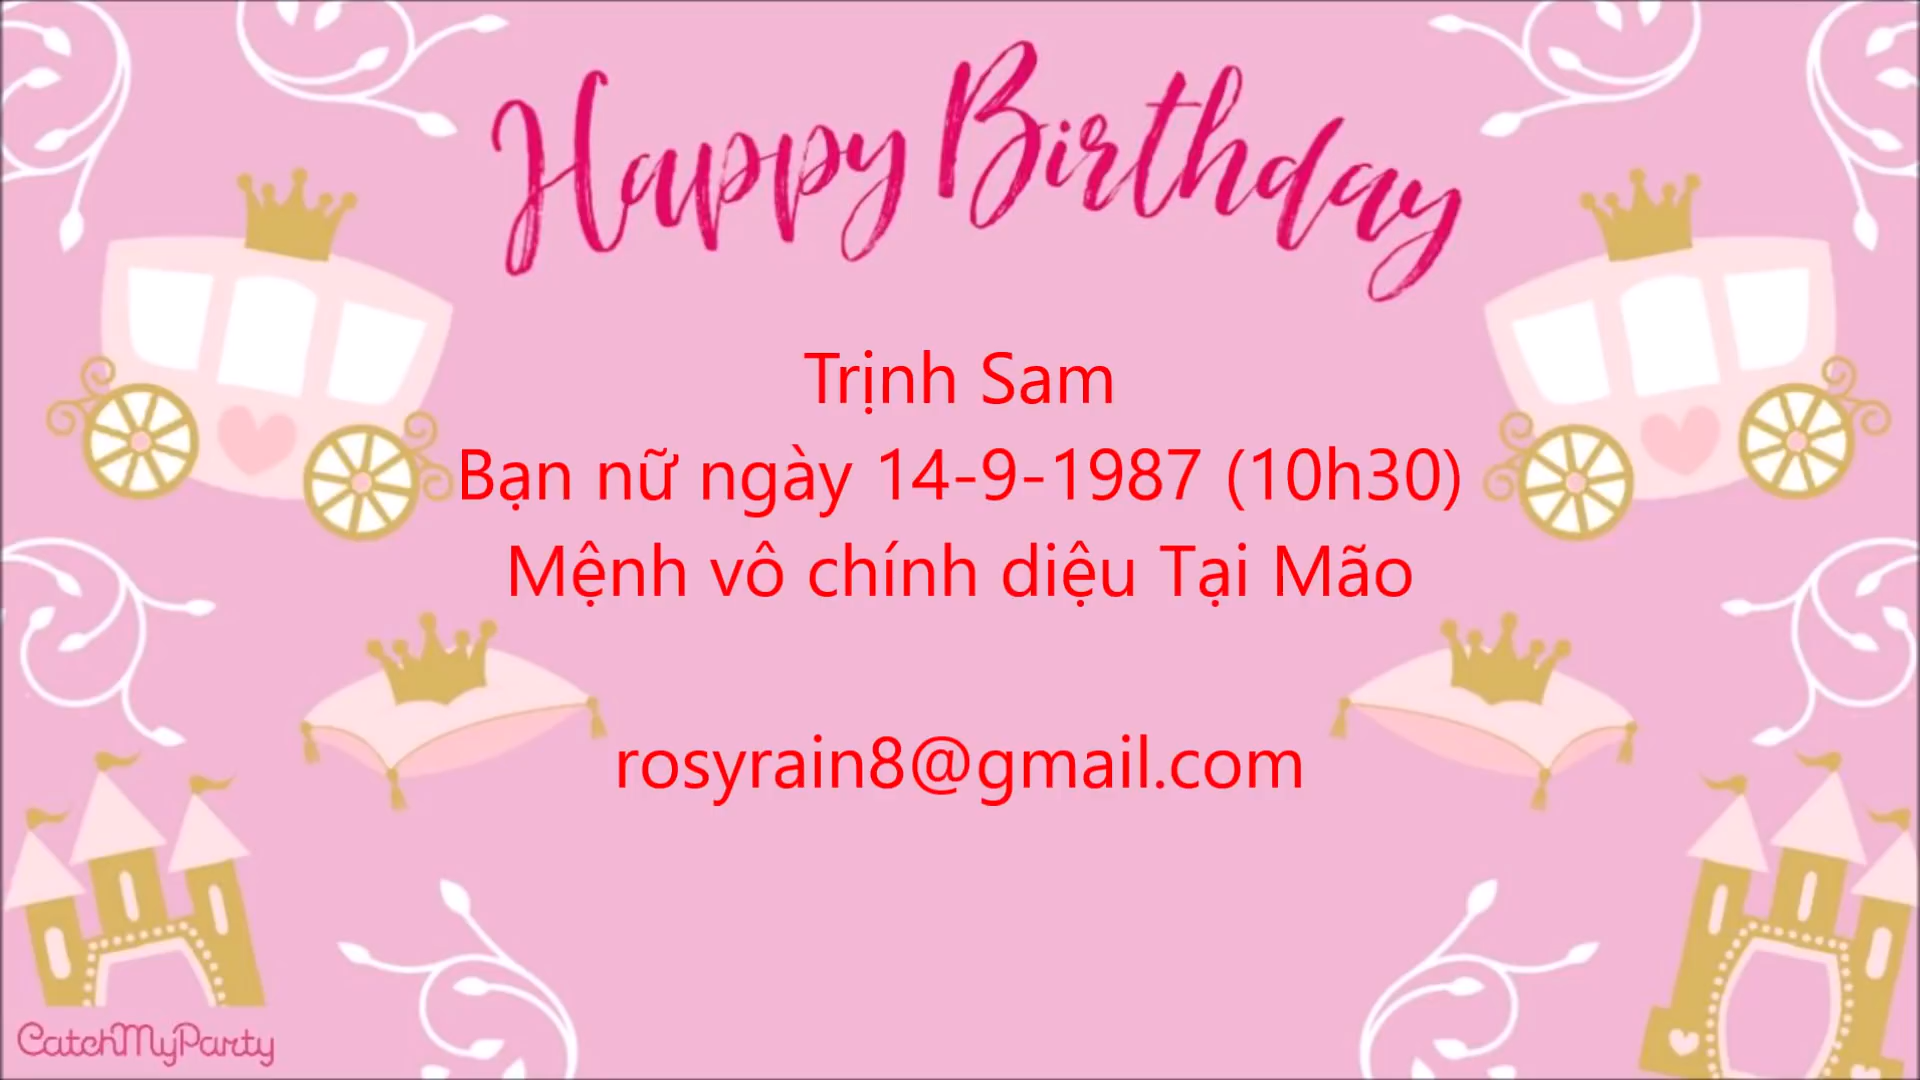 Happy Birthday
Trịnh Sam
Bạn nữ ngày 14-9-1987 (10h30)
Mệnh vô chính diệu Tại Mão
rosyrain8@gmail.com
CatchMyParty